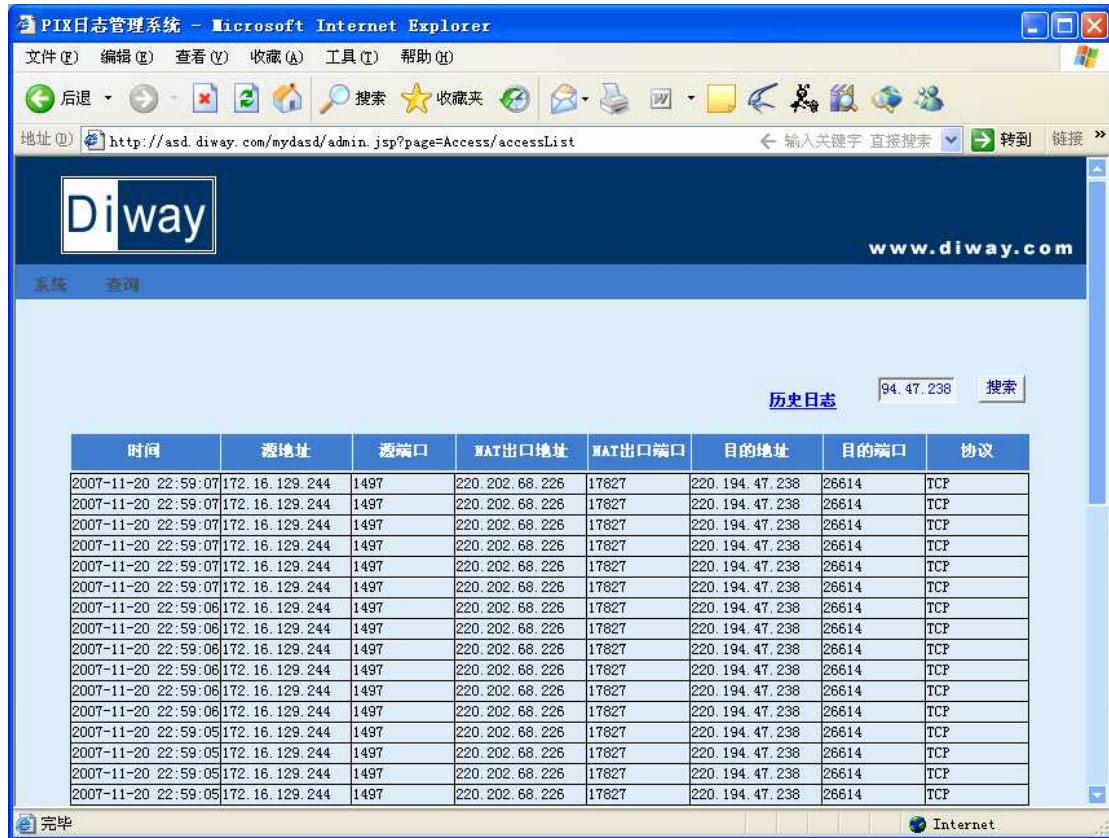 PIX日志管理系统 - Microsoft Internet Explorer
文件(F) 编辑(E) 查看(V) 收藏(A) 工具(T) 帮助(H)
后退 搜索 收藏夹
地址(D) http://asd.diway.com/mydasd/admin.jsp?page=Access/accessList 输入关键字 直接搜索 转到 链接 »
Diway
www.diway.com
系统 查询
历史日志 94.47.238 搜索
时间 源地址 源端口 NAT出口地址 NAT出口端口 目的地址 目的端口 协议
2007-11-20 22:59:07 172.16.129.244 1497 220.202.68.226 17827 220.194.47.238 26614 TCP
2007-11-20 22:59:07 172.16.129.244 1497 220.202.68.226 17827 220.194.47.238 26614 TCP
2007-11-20 22:59:07 172.16.129.244 1497 220.202.68.226 17827 220.194.47.238 26614 TCP
2007-11-20 22:59:07 172.16.129.244 1497 220.202.68.226 17827 220.194.47.238 26614 TCP
2007-11-20 22:59:07 172.16.129.244 1497 220.202.68.226 17827 220.194.47.238 26614 TCP
2007-11-20 22:59:07 172.16.129.244 1497 220.202.68.226 17827 220.194.47.238 26614 TCP
2007-11-20 22:59:06 172.16.129.244 1497 220.202.68.226 17827 220.194.47.238 26614 TCP
2007-11-20 22:59:06 172.16.129.244 1497 220.202.68.226 17827 220.194.47.238 26614 TCP
2007-11-20 22:59:06 172.16.129.244 1497 220.202.68.226 17827 220.194.47.238 26614 TCP
2007-11-20 22:59:06 172.16.129.244 1497 220.202.68.226 17827 220.194.47.238 26614 TCP
2007-11-20 22:59:06 172.16.129.244 1497 220.202.68.226 17827 220.194.47.238 26614 TCP
2007-11-20 22:59:06 172.16.129.244 1497 220.202.68.226 17827 220.194.47.238 26614 TCP
2007-11-20 22:59:05 172.16.129.244 1497 220.202.68.226 17827 220.194.47.238 26614 TCP
2007-11-20 22:59:05 172.16.129.244 1497 220.202.68.226 17827 220.194.47.238 26614 TCP
2007-11-20 22:59:05 172.16.129.244 1497 220.202.68.226 17827 220.194.47.238 26614 TCP
2007-11-20 22:59:05 172.16.129.244 1497 220.202.68.226 17827 220.194.47.238 26614 TCP
完毕 Internet